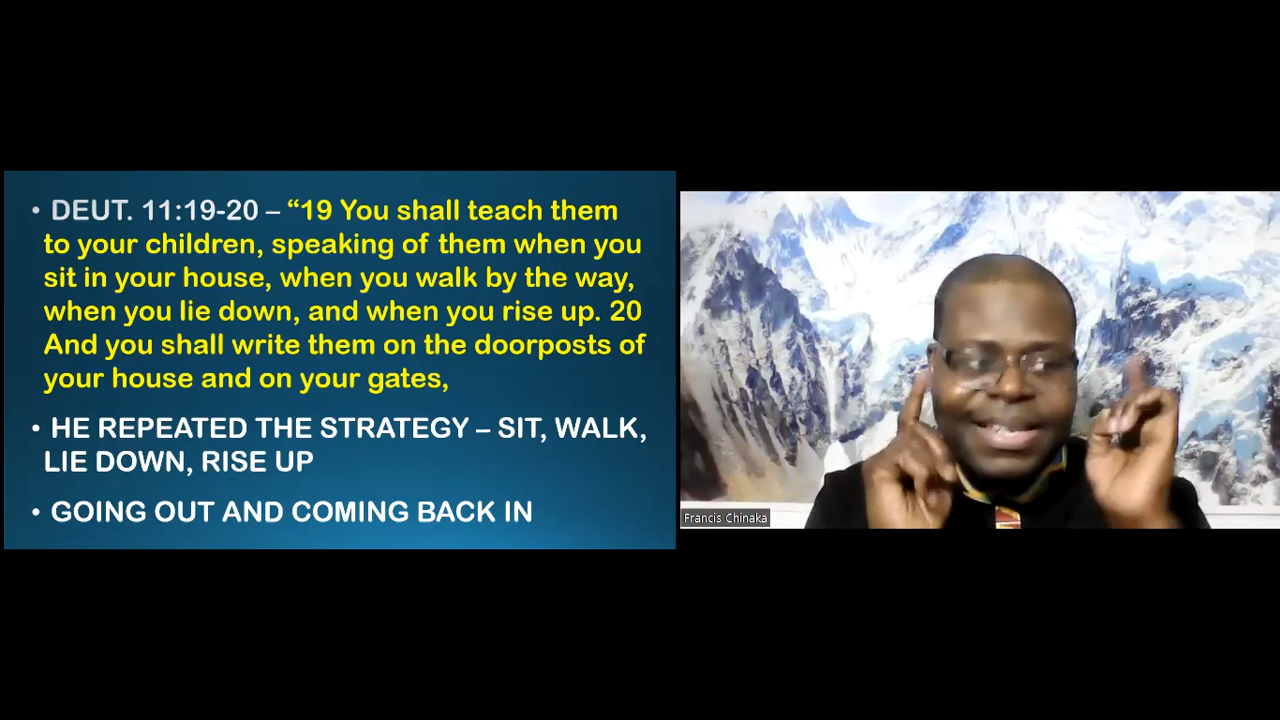 • DEUT. 11:19-20 – “19 You shall teach them
to your children, speaking of them when you
sit in your house, when you walk by the way,
when you lie down, and when you rise up. 20
And you shall write them on the doorposts of
your house and on your gates,
• HE REPEATED THE STRATEGY – SIT, WALK,
LIE DOWN, RISE UP
• GOING OUT AND COMING BACK IN
Francis Chinaka